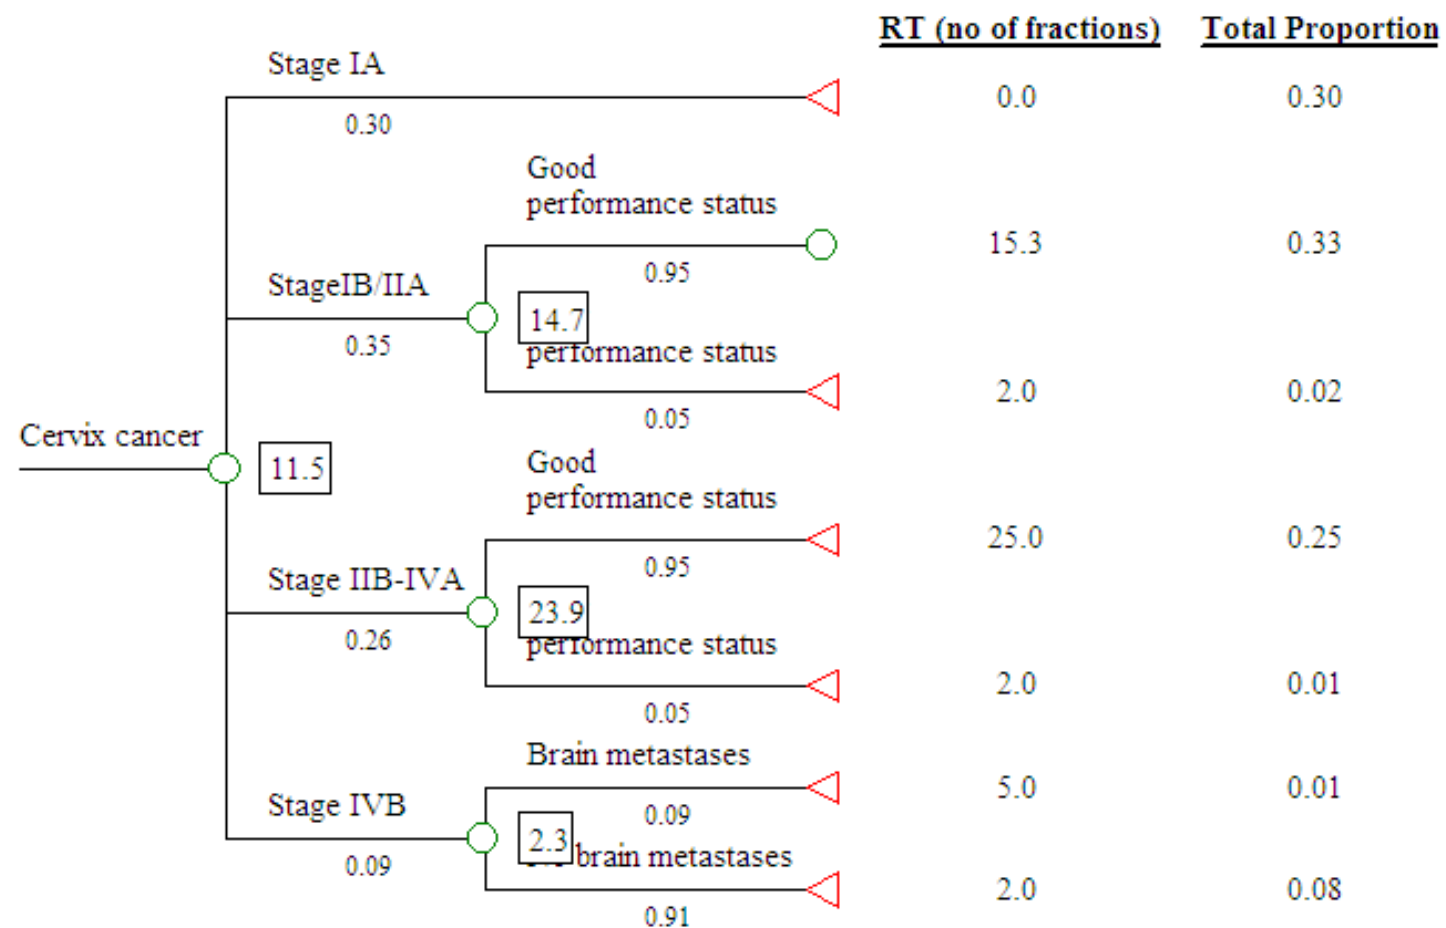 RT (no of fractions) Total Proportion
Stage IA
0.30
0.0 0.30
Good
performance status
0.95
15.3 0.33
StageIB/IIA
0.35
14.7
performance status
0.05
2.0 0.02
Cervix cancer
11.5
Good
performance status
0.95
25.0 0.25
Stage IIB-IVA
0.26
23.9
performance status
0.05
2.0 0.01
Brain metastases
0.09
5.0 0.01
Stage IVB
0.09
2.3
brain metastases
0.91
2.0 0.08